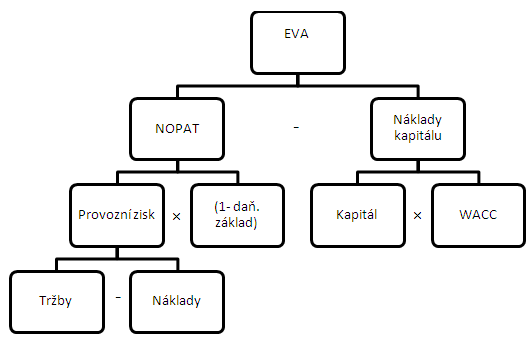 EVA
NOPAT
-
Náklady
kapitálu
Provozní zisk
×
(1- daň.
základ)
Kapitál
×
WACC
Tržby
-
Náklady